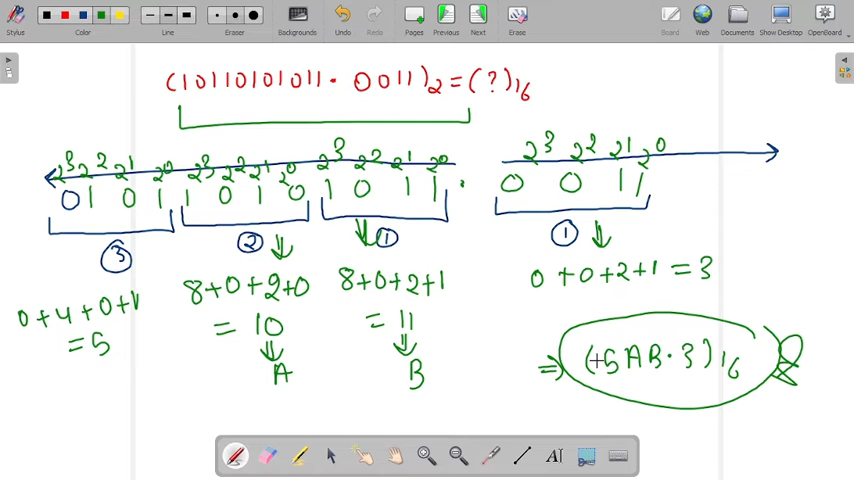 Stylus Color Line Eraser Backgrounds Undo Redo Pages Previous Next Erase Board Web Documents Show Desktop OpenBoard
(10110101011 · 0011)₂ = (?)₁₆
2³ 2² 2¹ 2⁰ 2³ 2² 2¹ 2⁰ 2³ 2² 2¹ 2⁰ 2³ 2² 2¹ 2⁰
0 1 0 1 1 0 1 0 1 0 1 1 · 0 0 1 1
3 2 1 1
0+4+0+1 8+0+2+0 8+0+2+1 0+0+2+1=3
=5 =10 =11
A B
⇒ (5AB·3)₁₆